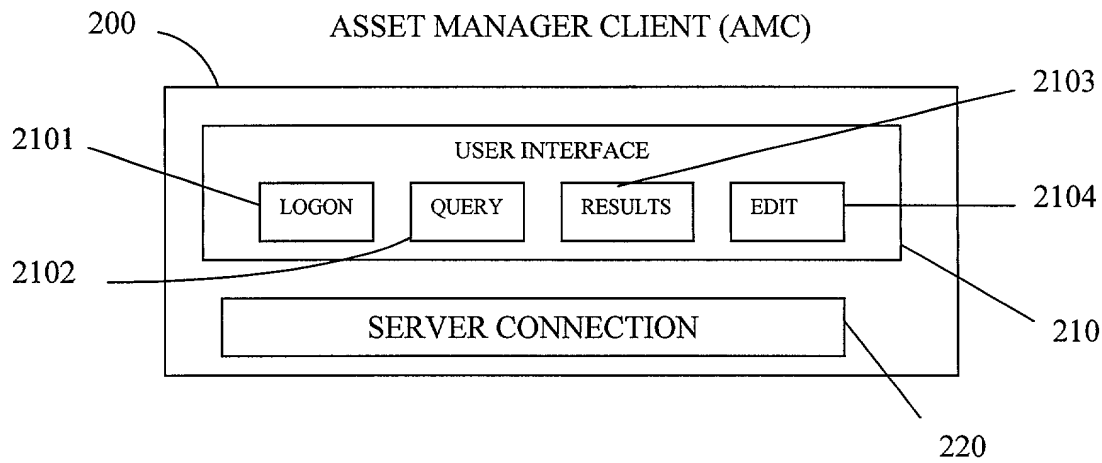 200
ASSET MANAGER CLIENT (AMC)
2103
2101
USER INTERFACE
LOGON
QUERY
RESULTS
EDIT
2104
2102
SERVER CONNECTION
210
220